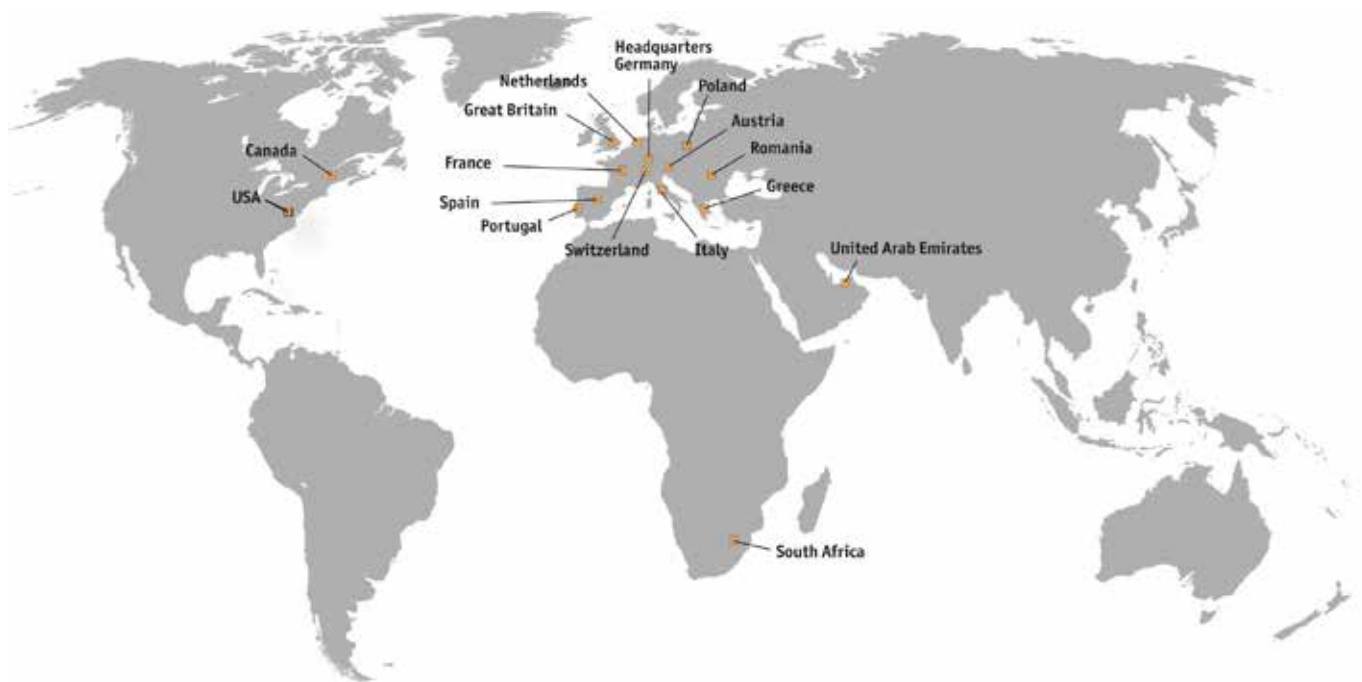 Headquarters
Germany
Netherlands
Poland
Great Britain
Austria
Canada
Romania
France
Greece
USA
Spain
Portugal
Switzerland
Italy
United Arab Emirates
South Africa